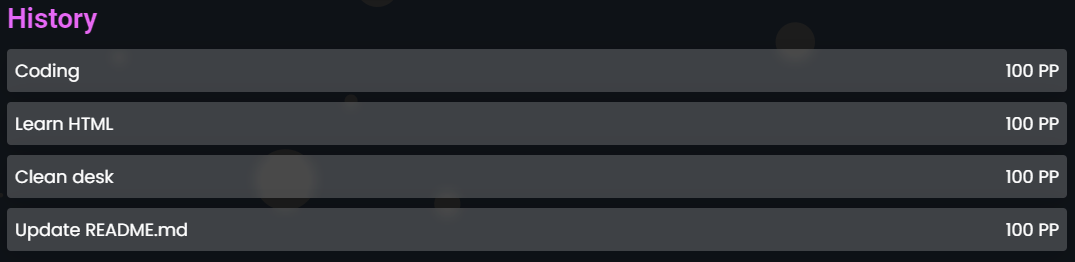 History
Coding 100 PP
Learn HTML 100 PP
Clean desk 100 PP
Update README.md 100 PP